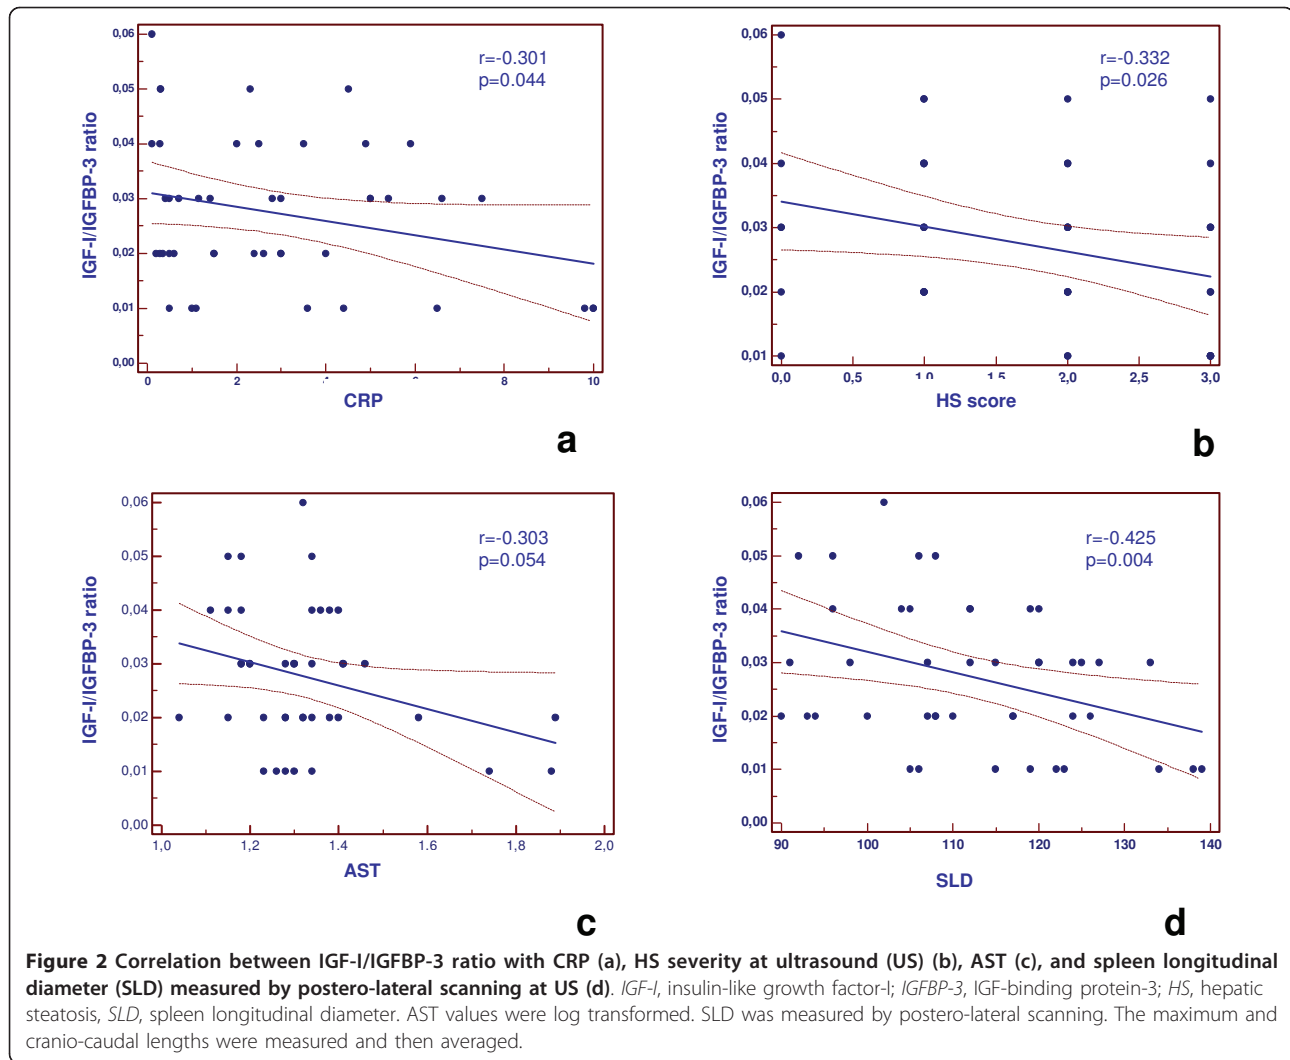 0,06
0,05
0,04
0,03
0,02
0,01
0,00
IGF-I/IGFBP-3 ratio
r=-0.301
p=0.044
0 2 4 6 8 10
CRP
a
0,06
0,05
0,04
0,03
0,02
0,01
IGF-I/IGFBP-3 ratio
r=-0.332
p=0.026
0,0 0,5 1,0 1,5 2,0 2,5 3,0
HS score
b
0,06
0,05
0,04
0,03
0,02
0,01
0,00
IGF-I/IGFBP-3 ratio
r=-0.303
p=0.054
1,0 1,2 1.4 1.6 1,8 2,0
AST
c
0,06
0,05
0,04
0,03
0,02
0,01
0,00
IGF-I/IGFBP-3 ratio
r=-0.425
p=0.004
90 100 110 120 130 140
SLD
d
Figure 2 Correlation between IGF-I/IGFBP-3 ratio with CRP (a), HS severity at ultrasound (US) (b), AST (c), and spleen longitudinal
diameter (SLD) measured by postero-lateral scanning at US (d). IGF-I, insulin-like growth factor-I; IGFBP-3, IGF-binding protein-3; HS, hepatic
steatosis, SLD, spleen longitudinal diameter. AST values were log transformed. SLD was measured by postero-lateral scanning. The maximum and
cranio-caudal lengths were measured and then averaged.